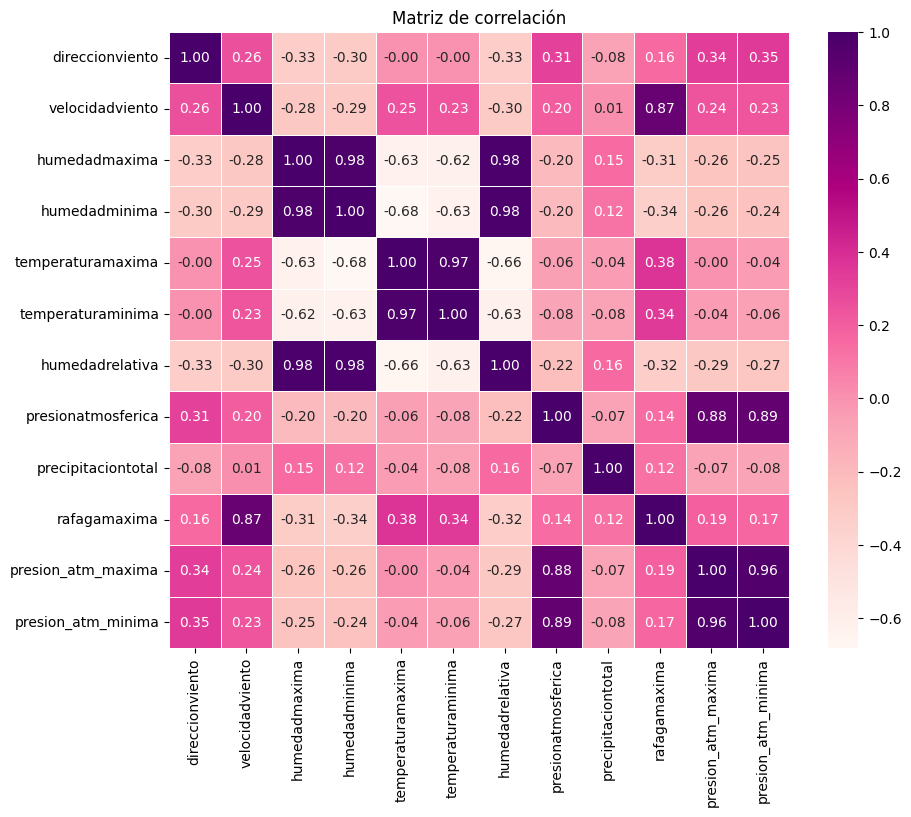 Matriz de correlación
direccionviento 1.00 0.26 -0.33 -0.30 -0.00 -0.00 -0.33 0.31 -0.08 0.16 0.34 0.35
velocidadviento 0.26 1.00 -0.28 -0.29 0.25 0.23 -0.30 0.20 0.01 0.87 0.24 0.23
humedadmaxima -0.33 -0.28 1.00 0.98 -0.63 -0.62 0.98 -0.20 0.15 -0.31 -0.26 -0.25
humedadminima -0.30 -0.29 0.98 1.00 -0.68 -0.63 0.98 -0.20 0.12 -0.34 -0.26 -0.24
temperaturamaxima -0.00 0.25 -0.63 -0.68 1.00 0.97 -0.66 -0.06 -0.04 0.38 -0.00 -0.04
temperaturaminima -0.00 0.23 -0.62 -0.63 0.97 1.00 -0.63 -0.08 -0.08 0.34 -0.04 -0.06
humedadrelativa -0.33 -0.30 0.98 0.98 -0.66 -0.63 1.00 -0.22 0.16 -0.32 -0.29 -0.27
presionatmosferica 0.31 0.20 -0.20 -0.20 -0.06 -0.08 -0.22 1.00 -0.07 0.14 0.88 0.89
precipitaciontotal -0.08 0.01 0.15 0.12 -0.04 -0.08 0.16 -0.07 1.00 0.12 -0.07 -0.08
rafagamaxima 0.16 0.87 -0.31 -0.34 0.38 0.34 -0.32 0.14 0.12 1.00 0.19 0.17
presion_atm_maxima 0.34 0.24 -0.26 -0.26 -0.00 -0.04 -0.29 0.88 -0.07 0.19 1.00 0.96
presion_atm_minima 0.35 0.23 -0.25 -0.24 -0.04 -0.06 -0.27 0.89 -0.08 0.17 0.96 1.00
direccionviento
velocidadviento
humedadmaxima
humedadminima
temperaturamaxima
temperaturaminima
humedadrelativa
presionatmosferica
precipitaciontotal
rafagamaxima
presion_atm_maxima
presion_atm_minima
1.0
0.8
0.6
0.4
0.2
0.0
−0.2
−0.4
−0.6